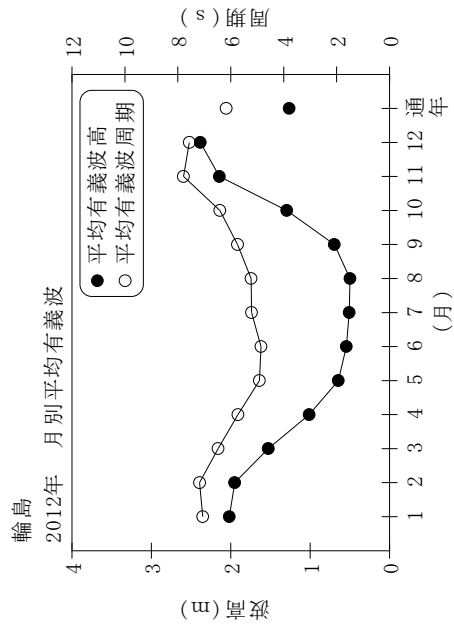 輪島
2012年 月別平均有義波
周期(s)
0 2 4 6 8 10 12
平均有義波高
平均有義波周期
波高(m)
0 1 2 3 4
1 2 3 4 5 6 7 8 9 10 11 12 通年
(月)